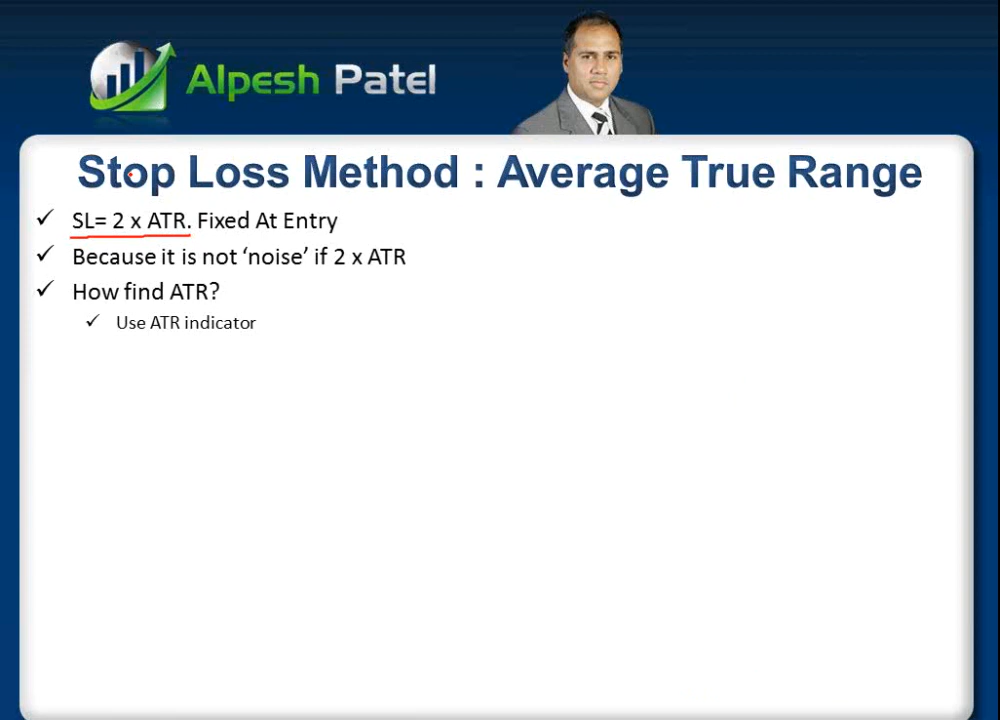 Alpesh Patel
Stop Loss Method : Average True Range
SL= 2 x ATR. Fixed At Entry
Because it is not ‘noise’ if 2 x ATR
How find ATR?
Use ATR indicator